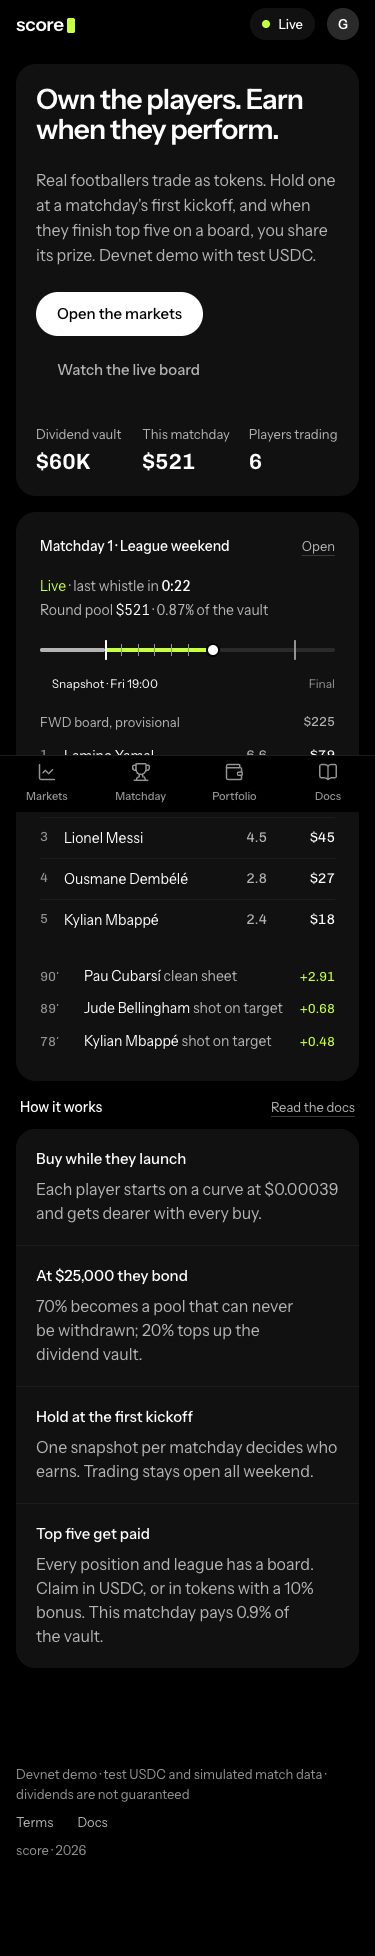 score
Live
G
Own the players. Earn
when they perform.
Real footballers trade as tokens. Hold one
at a matchday's first kickoff, and when
they finish top five on a board, you share
its prize. Devnet demo with test USDC.
Open the markets
Watch the live board
Dividend vault This matchday Players trading
$60K $521 6
Matchday 1 · League weekend Open
Live · last whistle in 0:22
Round pool $521 · 0.87% of the vault
Snapshot · Fri 19:00 Final
FWD board, provisional $225
1 Lamine Yamal 6.6 $79
Markets Matchday Portfolio Docs
3 Lionel Messi 4.5 $45
4 Ousmane Dembélé 2.8 $27
5 Kylian Mbappé 2.4 $18
90' Pau Cubarsí clean sheet +2.91
89' Jude Bellingham shot on target +0.68
78' Kylian Mbappé shot on target +0.48
How it works Read the docs
Buy while they launch
Each player starts on a curve at $0.00039
and gets dearer with every buy.
At $25,000 they bond
70% becomes a pool that can never
be withdrawn; 20% tops up the
dividend vault.
Hold at the first kickoff
One snapshot per matchday decides who
earns. Trading stays open all weekend.
Top five get paid
Every position and league has a board.
Claim in USDC, or in tokens with a 10%
bonus. This matchday pays 0.9% of
the vault.
Devnet demo · test USDC and simulated match data ·
dividends are not guaranteed
Terms Docs
score · 2026